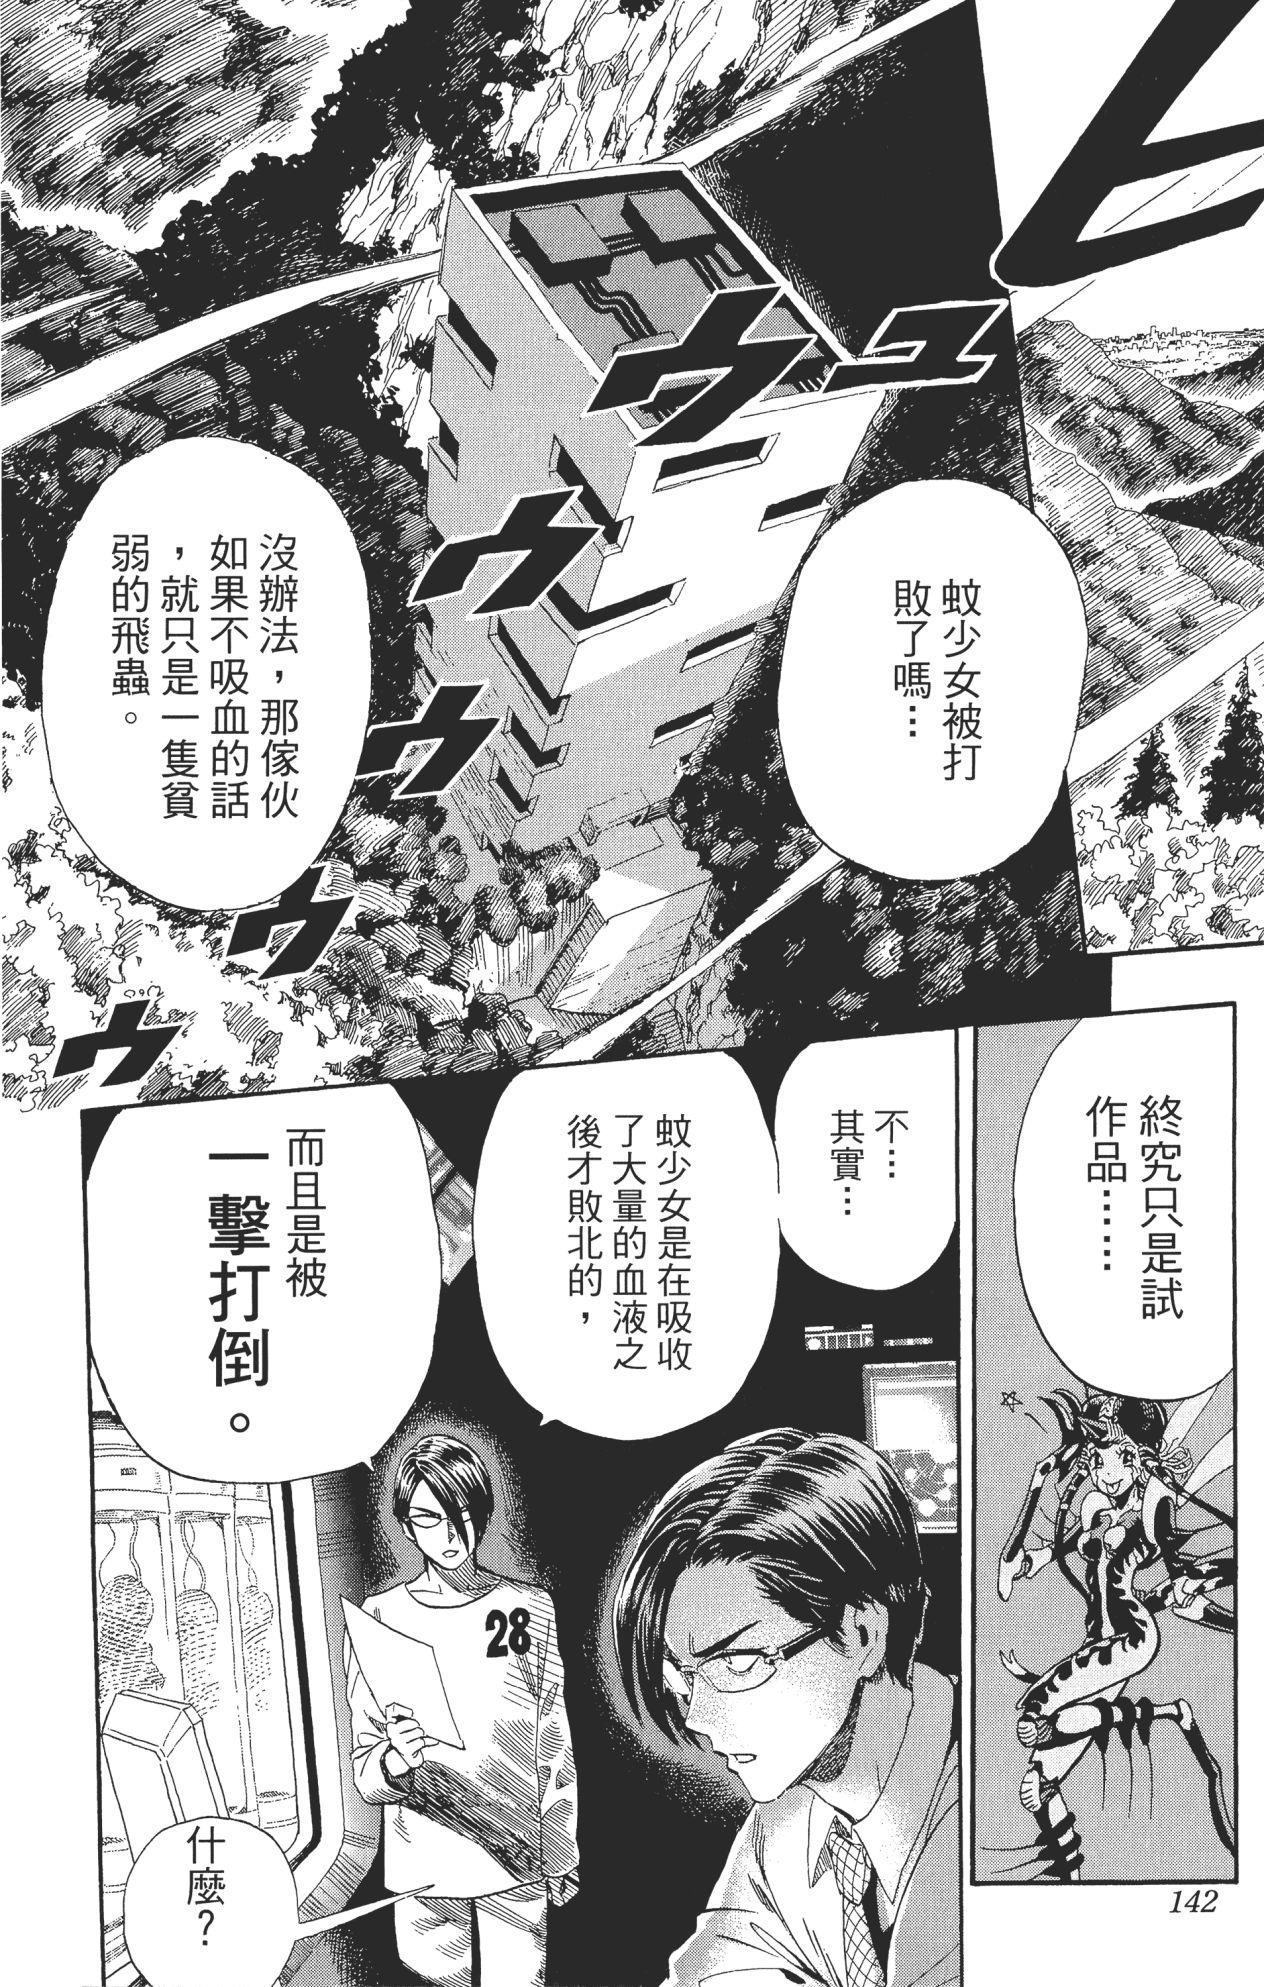 ヒュウウウウウ
蚊少女被打
敗了嗎…
沒辦法，那傢伙
如果不吸血的話
，就只是一隻貧
弱的飛蟲。
終究只是試
作品……
不…
其實…
蚊少女是在吸收
了大量的血液之
後才敗北的，
而且是被
一擊打倒。
28
什麼？
142